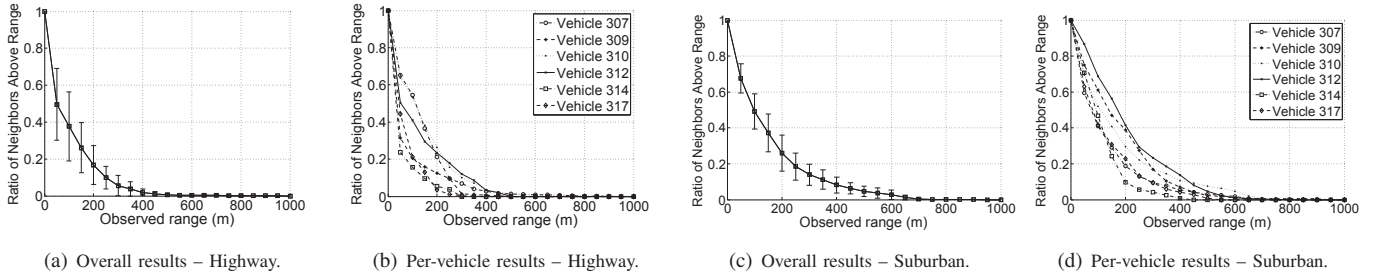 Ratio of Neighbors Above Range
1
0.8
0.6
0.4
0.2
0
0 200 400 600 800 1000
Observed range (m)
(a) Overall results – Highway.
Ratio of Neighbors Above Range
1
0.8
0.6
0.4
0.2
0
0 200 400 600 800 1000
Observed range (m)
Vehicle 307
Vehicle 309
Vehicle 310
Vehicle 312
Vehicle 314
Vehicle 317
(b) Per-vehicle results – Highway.
Ratio of Neighbors Above Range
1
0.8
0.6
0.4
0.2
0
0 200 400 600 800 1000
Observed range (m)
(c) Overall results – Suburban.
Ratio of Neighbors Above Range
1
0.8
0.6
0.4
0.2
0
0 200 400 600 800 1000
Observed range (m)
Vehicle 307
Vehicle 309
Vehicle 310
Vehicle 312
Vehicle 314
Vehicle 317
(d) Per-vehicle results – Suburban.